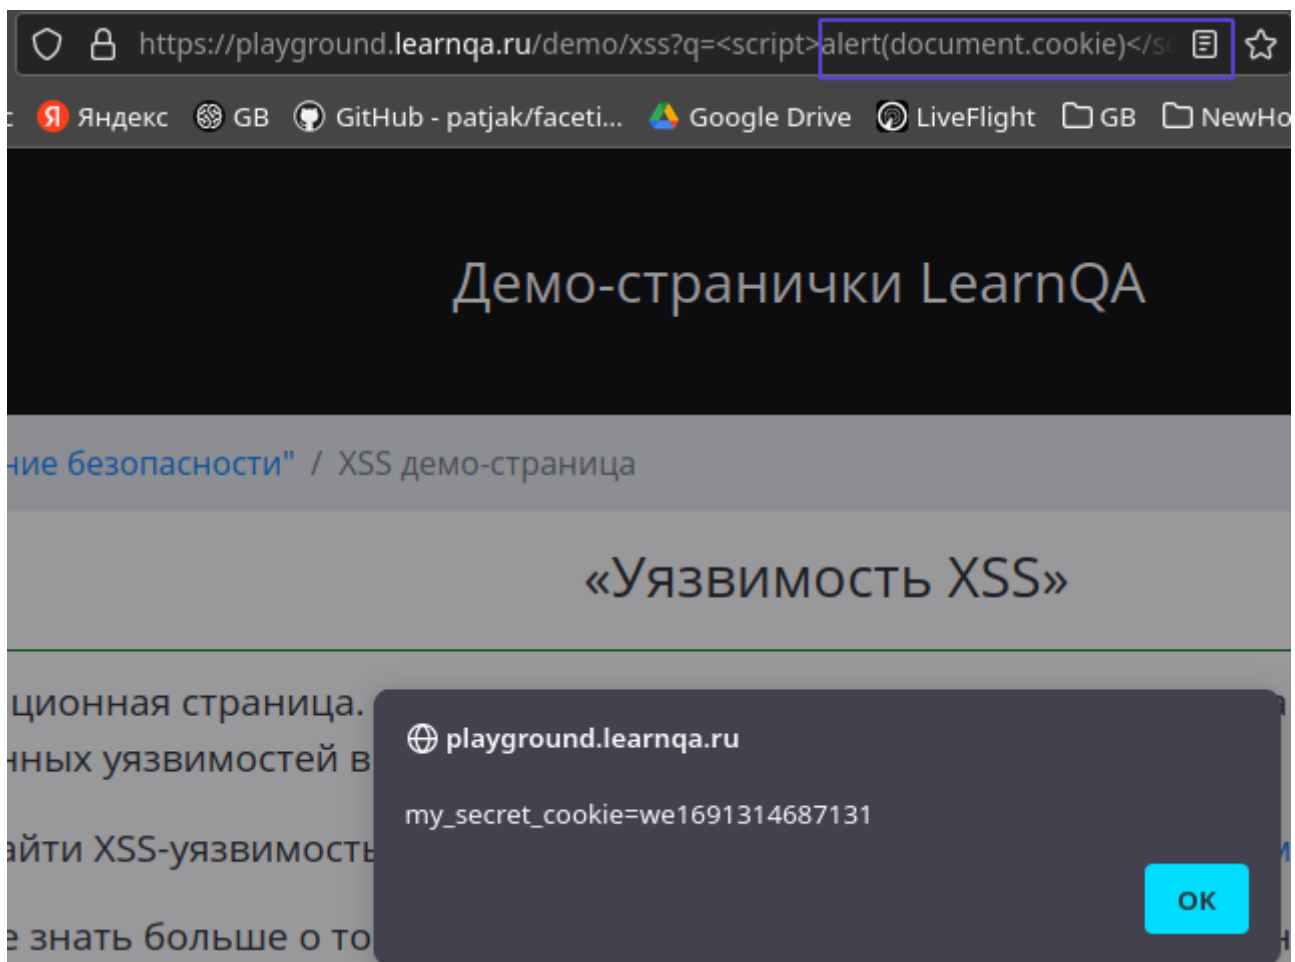 https://playground.learnqa.ru/demo/xss?q=<script>alert(document.cookie)</sc
Я Яндекс GB GitHub - patjak/faceti... Google Drive LiveFlight GB NewHo
Демо-странички LearnQA
ние безопасности" / XSS демо-страница
«Уязвимость XSS»
ционная страница.
нных уязвимостей в
playground.learnqa.ru
my_secret_cookie=we1691314687131
айти XSS-уязвимость
OK
е знать больше о то